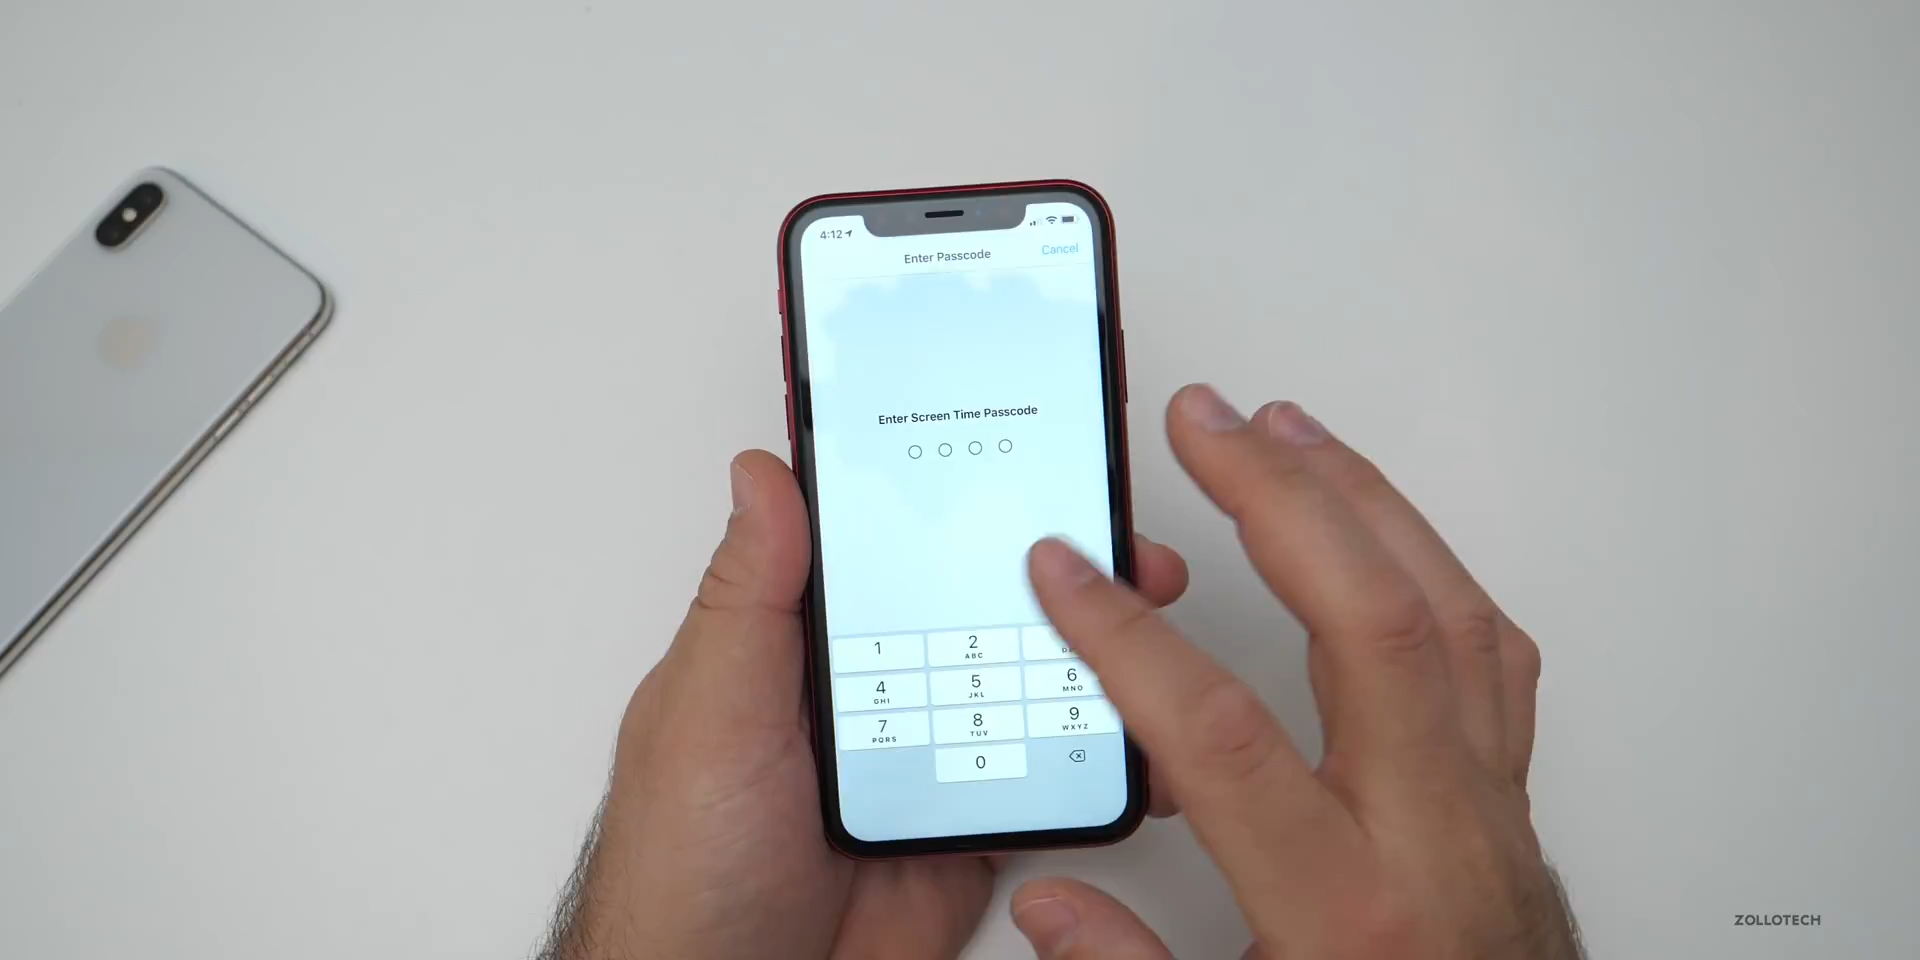 4:12
Enter Passcode
Cancel
Enter Screen Time Passcode
1
2
ABC
4
GHI
5
JKL
6
MNO
7
PQRS
8
TUV
9
WXYZ
0
ZOLLOTECH